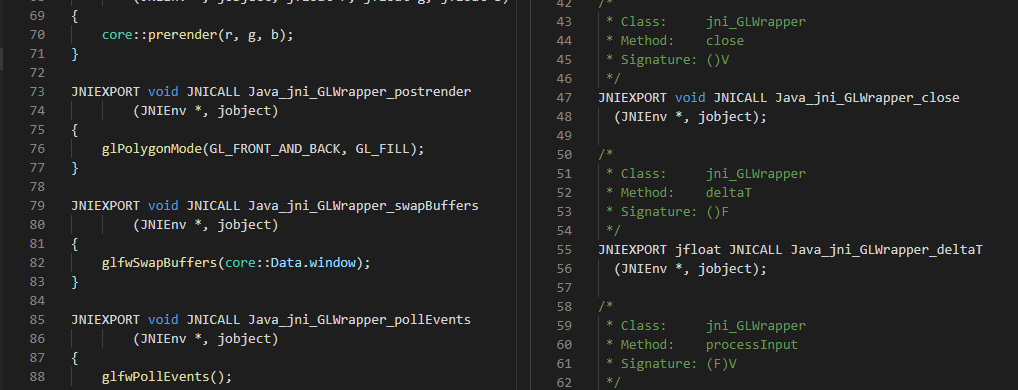 (JNIEnv *, jobject, jfloat r, jfloat g, jfloat b)
69 {
70 core::prerender(r, g, b);
71 }
72
73 JNIEXPORT void JNICALL Java_jni_GLWrapper_postrender
74 (JNIEnv *, jobject)
75 {
76 glPolygonMode(GL_FRONT_AND_BACK, GL_FILL);
77 }
78
79 JNIEXPORT void JNICALL Java_jni_GLWrapper_swapBuffers
80 (JNIEnv *, jobject)
81 {
82 glfwSwapBuffers(core::Data.window);
83 }
84
85 JNIEXPORT void JNICALL Java_jni_GLWrapper_pollEvents
86 (JNIEnv *, jobject)
87 {
88 glfwPollEvents();
42 /*
43 * Class: jni_GLWrapper
44 * Method: close
45 * Signature: ()V
46 */
47 JNIEXPORT void JNICALL Java_jni_GLWrapper_close
48 (JNIEnv *, jobject);
49
50 /*
51 * Class: jni_GLWrapper
52 * Method: deltaT
53 * Signature: ()F
54 */
55 JNIEXPORT jfloat JNICALL Java_jni_GLWrapper_deltaT
56 (JNIEnv *, jobject);
57
58 /*
59 * Class: jni_GLWrapper
60 * Method: processInput
61 * Signature: (F)V
62 */